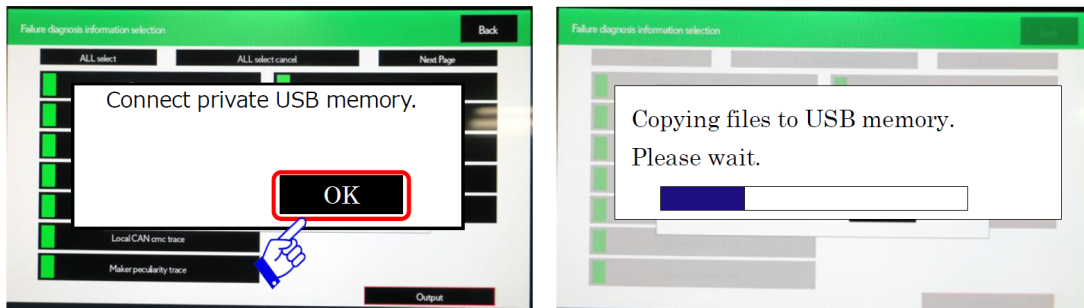 Failure diagnosis information selection
Back
ALL select
ALL select cancel
Next Page
Connect private USB memory.
OK
Local CAN cmc trace
Maker peculiarity trace
Output
Failure diagnosis information selection
Copying files to USB memory.
Please wait.